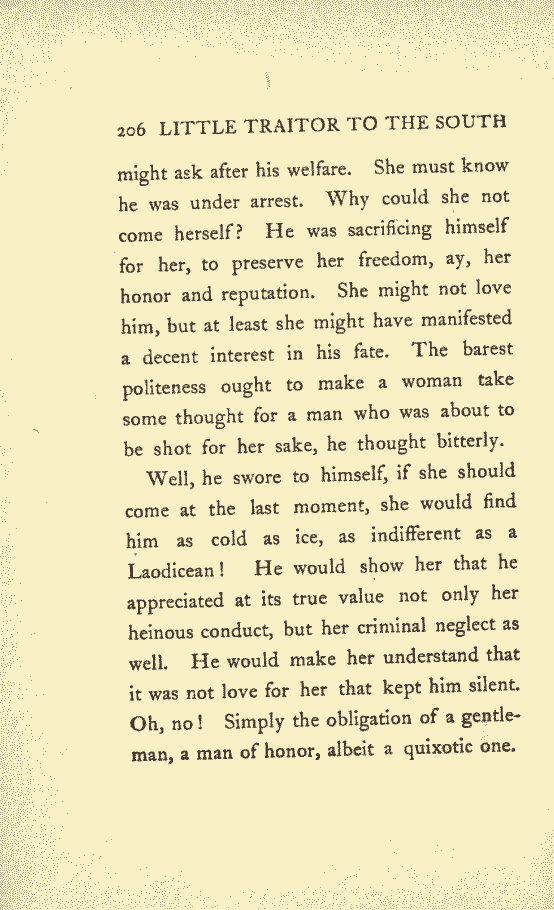 206 LITTLE TRAITOR TO THE SOUTH
might ask after his welfare. She must know
he was under arrest. Why could she not
come herself? He was sacrificing himself
for her, to preserve her freedom, ay, her
honor and reputation. She might not love
him, but at least she might have manifested
a decent interest in his fate. The barest
politeness ought to make a woman take
some thought for a man who was about to
be shot for her sake, he thought bitterly.
Well, he swore to himself, if she should
come at the last moment, she would find
him as cold as ice, as indifferent as a
Laodicean! He would show her that he
appreciated at its true value not only her
heinous conduct, but her criminal neglect as
well. He would make her understand that
it was not love for her that kept him silent.
Oh, no! Simply the obligation of a gentle-
man, a man of honor, albeit a quixotic one.